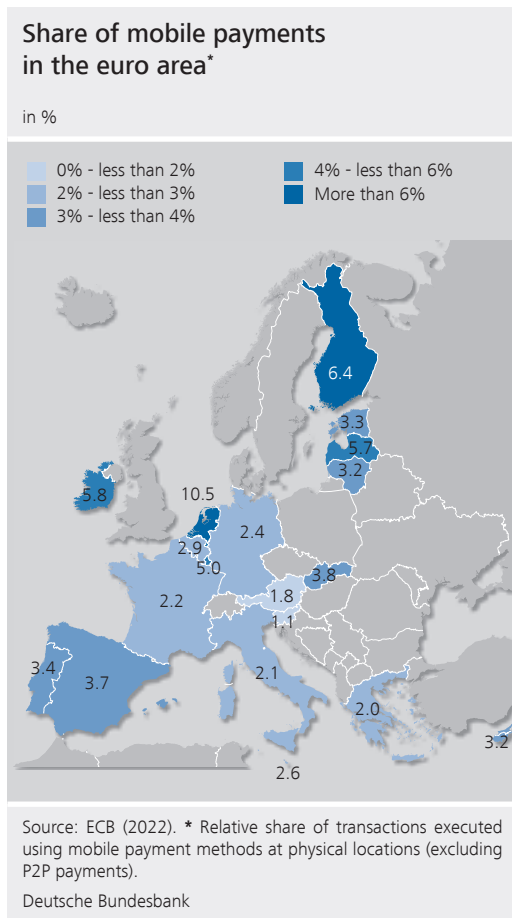 Share of mobile payments
in the euro area*
in %
0% - less than 2%
2% - less than 3%
3% - less than 4%
4% - less than 6%
More than 6%
6.4
3.3
5.7
3.2
5.8
10.5
2.4
2.9
5.0
3.8
2.2
1.8
1.1
3.4
3.7
2.1
2.0
3.2
2.6
Source: ECB (2022). * Relative share of transactions executed
using mobile payment methods at physical locations (excluding
P2P payments).
Deutsche Bundesbank